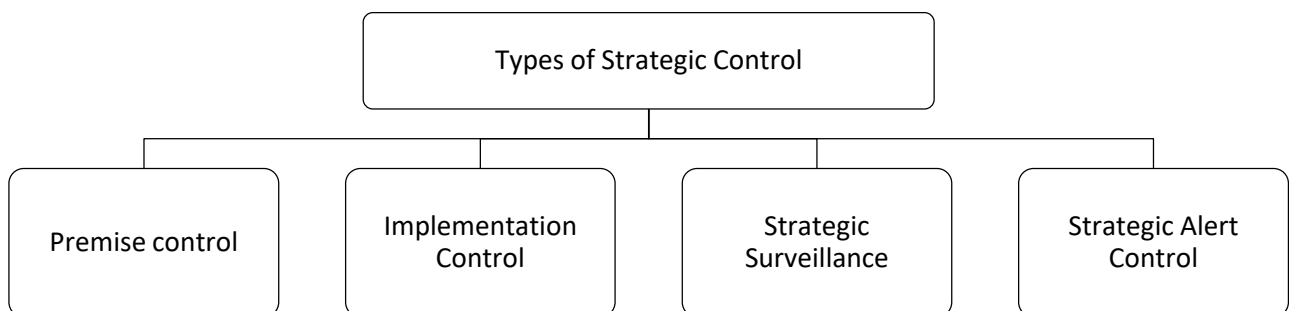 Types of Strategic Control
Premise control
Implementation
Control
Strategic
Surveillance
Strategic Alert
Control